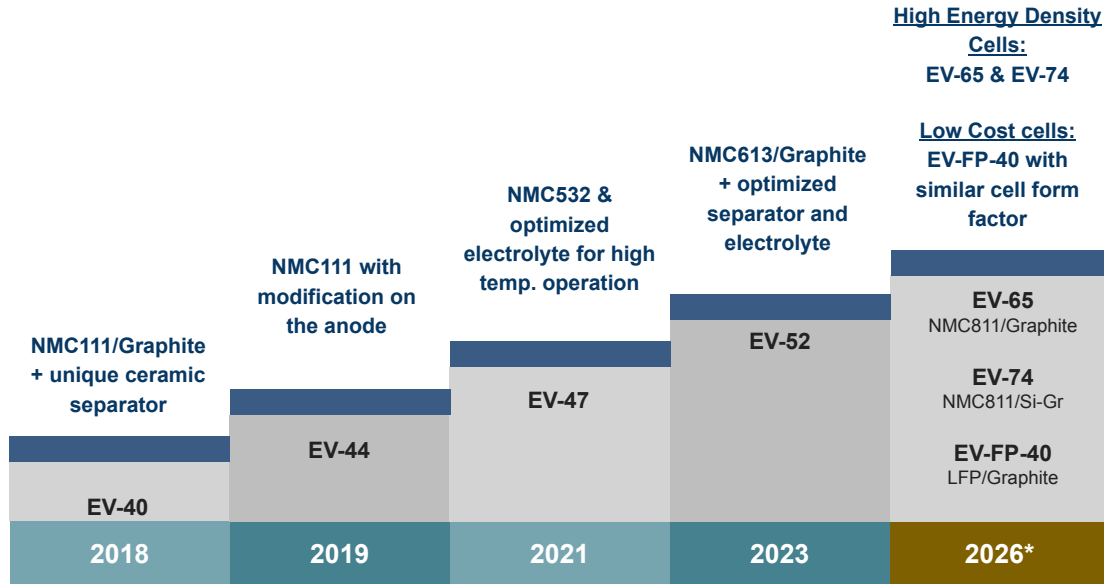 NMC111/Graphite
+ unique ceramic
separator
EV-40
2018
NMC111 with
modification on
the anode
EV-44
2019
NMC532 &
optimized
electrolyte for high
temp. operation
EV-47
2021
NMC613/Graphite
+ optimized
separator and
electrolyte
EV-52
2023
High Energy Density
Cells:
EV-65 & EV-74
Low Cost cells:
EV-FP-40 with
similar cell form
factor
EV-65
NMC811/Graphite
EV-74
NMC811/Si-Gr
EV-FP-40
LFP/Graphite
2026*